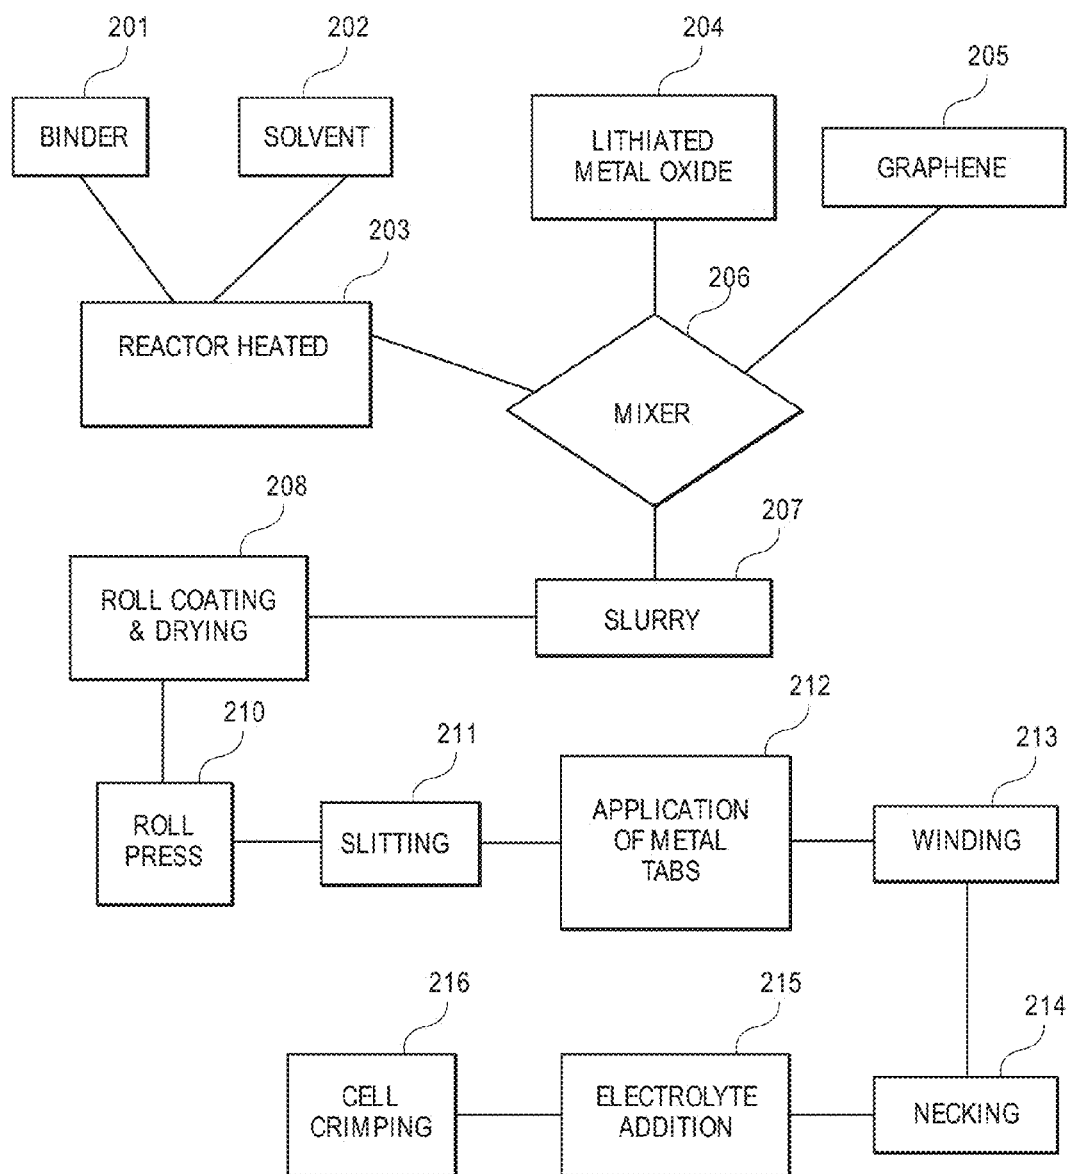 201
202
204
205
BINDER
SOLVENT
LITHIATED
METAL OXIDE
GRAPHENE
203
206
REACTOR HEATED
MIXER
208
207
ROLL COATING
& DRYING
SLURRY
210
211
212
213
ROLL
PRESS
SLITTING
APPLICATION
OF METAL
TABS
WINDING
216
215
214
CELL
CRIMPING
ELECTROLYTE
ADDITION
NECKING